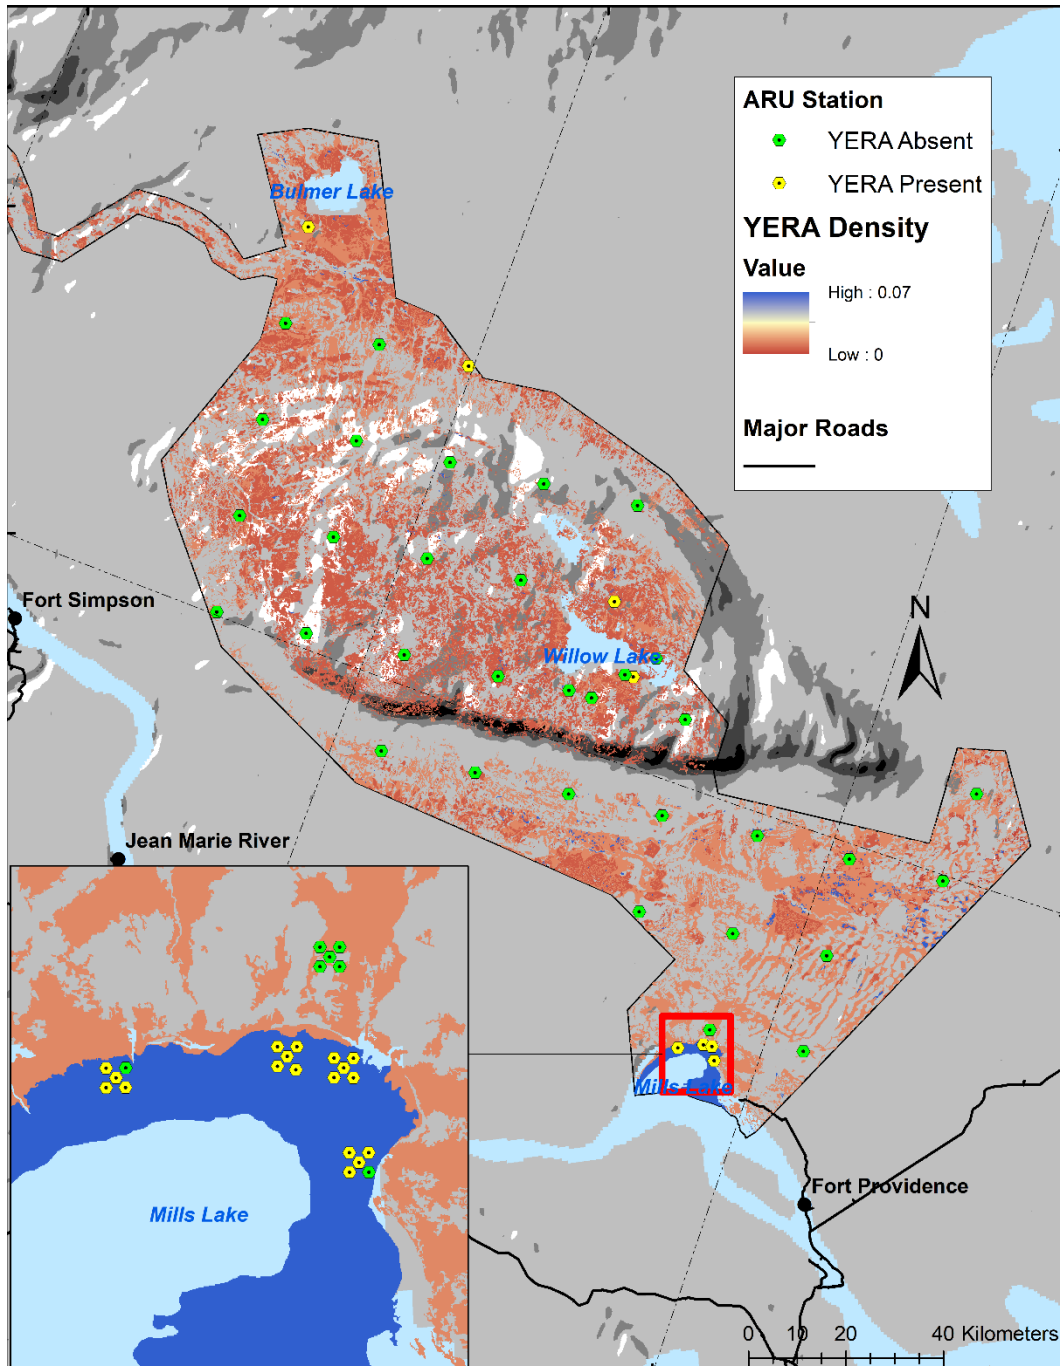 ARU Station
YERA Absent
YERA Present
YERA Density
Value
High : 0.07
Low : 0
Major Roads
Bulmer Lake
Fort Simpson
N
Willow Lake
Jean Marie River
Mills Lake
Fort Providence
Mills Lake
0 10 20 40 Kilometers